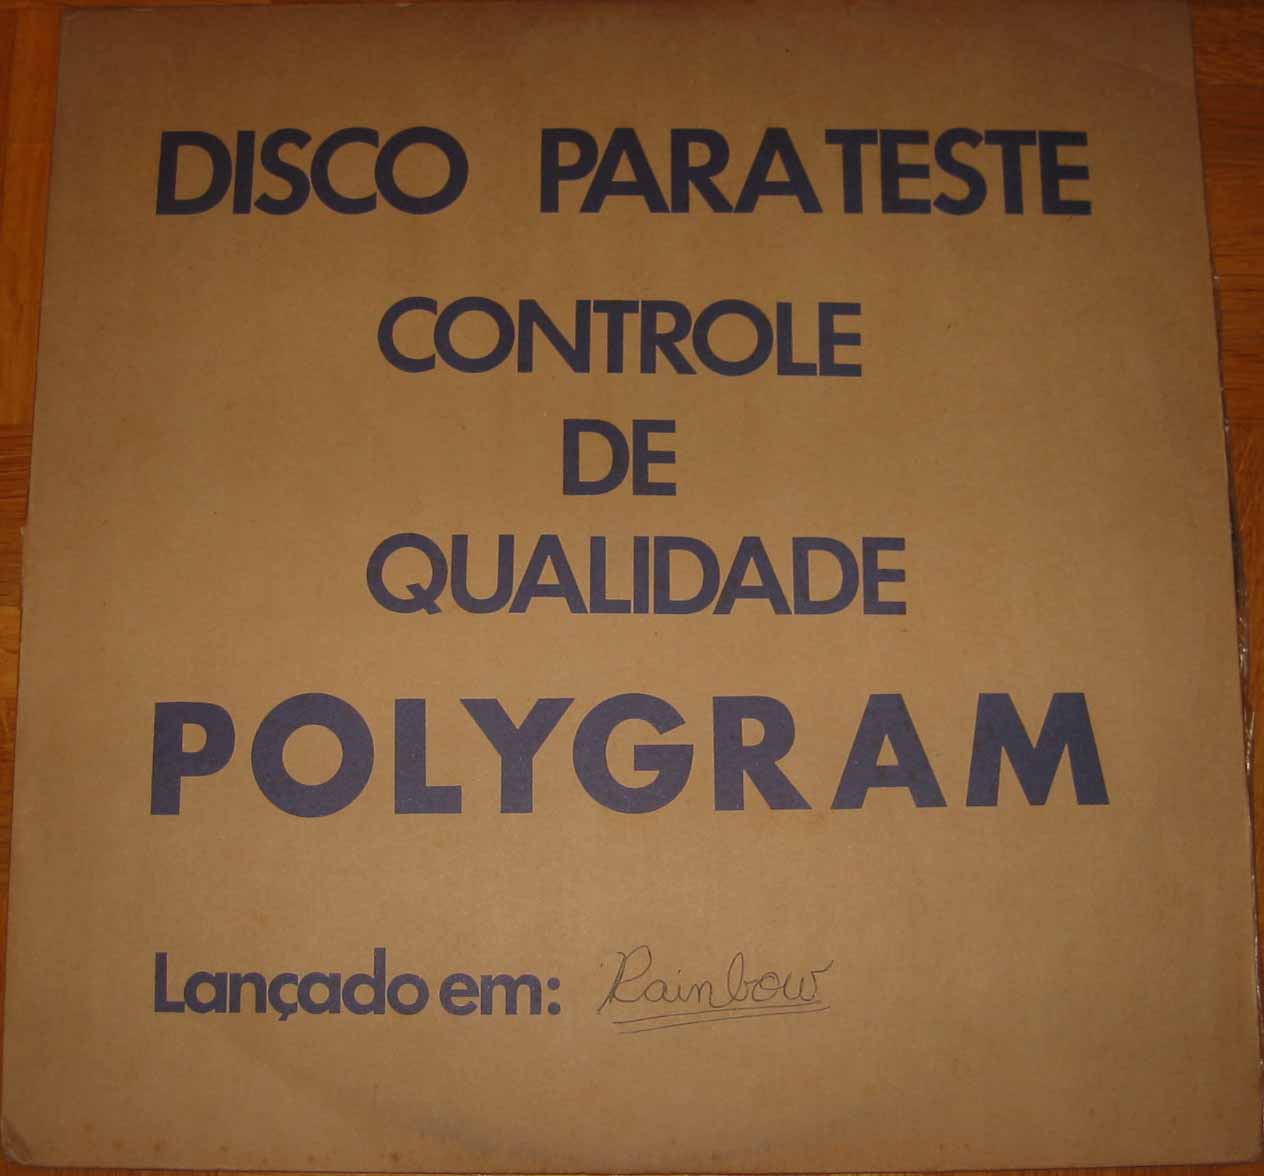 DISCO PARA TESTE
CONTROLE
DE
QUALIDADE
POLYGRAM
Lançado em: Rainbow